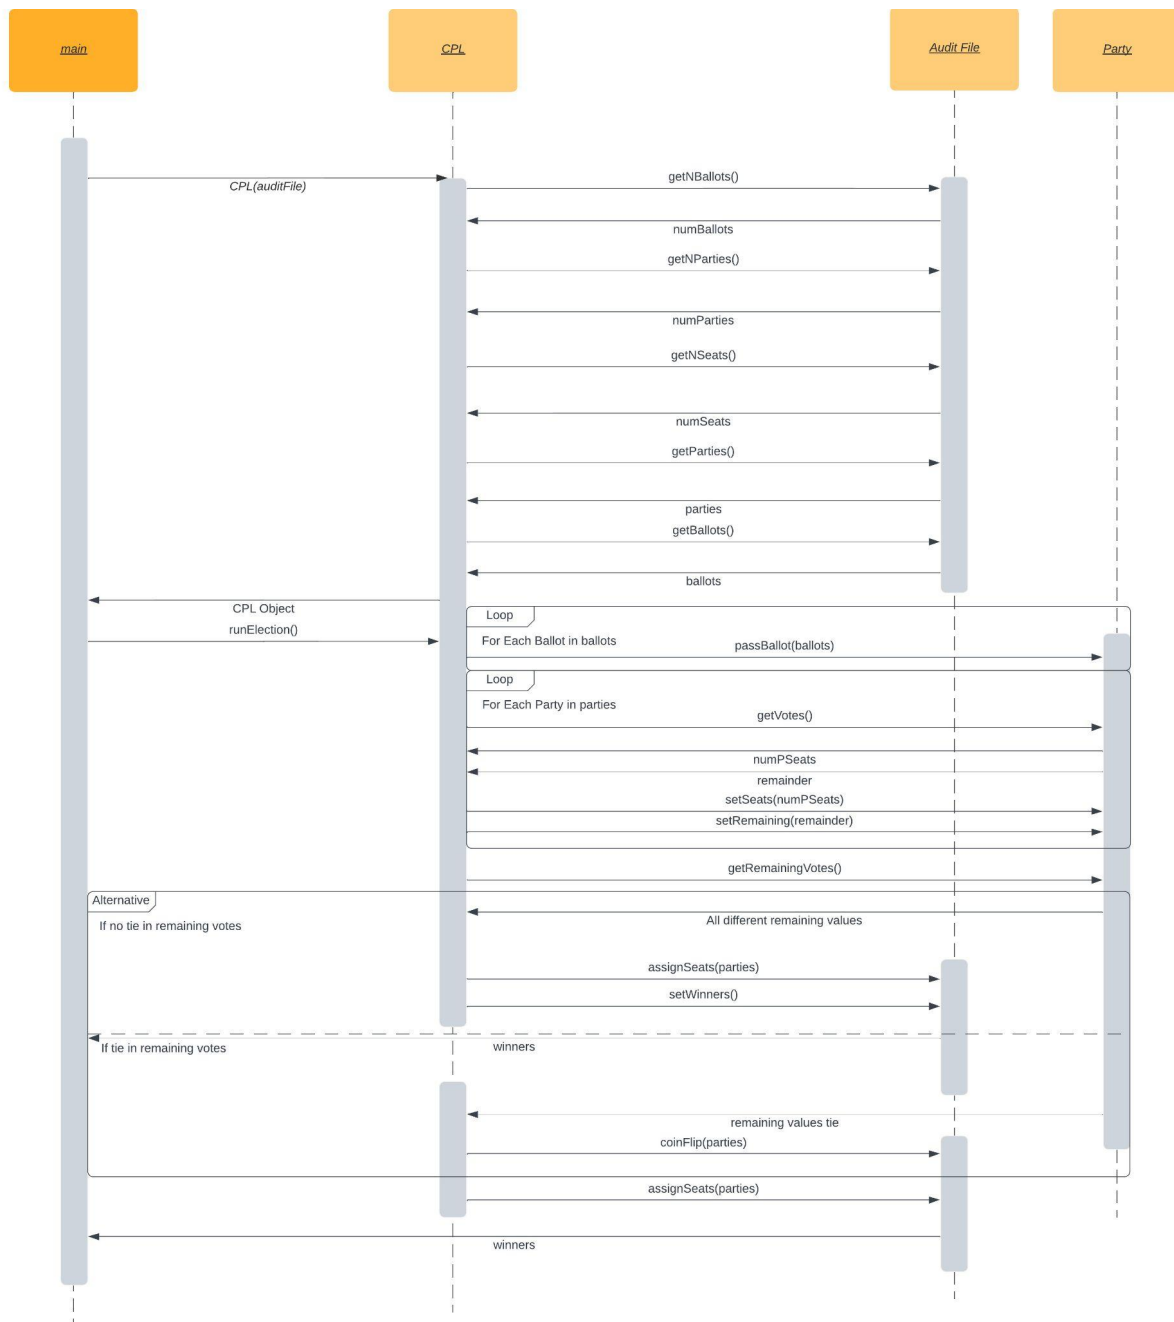 main
CPL
Audit File
Party
CPL(auditFile)
getNBallots()
numBallots
getNParties()
numParties
getNSeats()
numSeats
getParties()
parties
getBallots()
ballots
CPL Object
runElection()
Loop
For Each Ballot in ballots
passBallot(ballots)
Loop
For Each Party in parties
getVotes()
numPSeats
remainder
setSeats(numPSeats)
setRemaining(remainder)
getRemainingVotes()
Alternative
If no tie in remaining votes
All different remaining values
assignSeats(parties)
setWinners()
If tie in remaining votes
winners
remaining values tie
coinFlip(parties)
assignSeats(parties)
winners